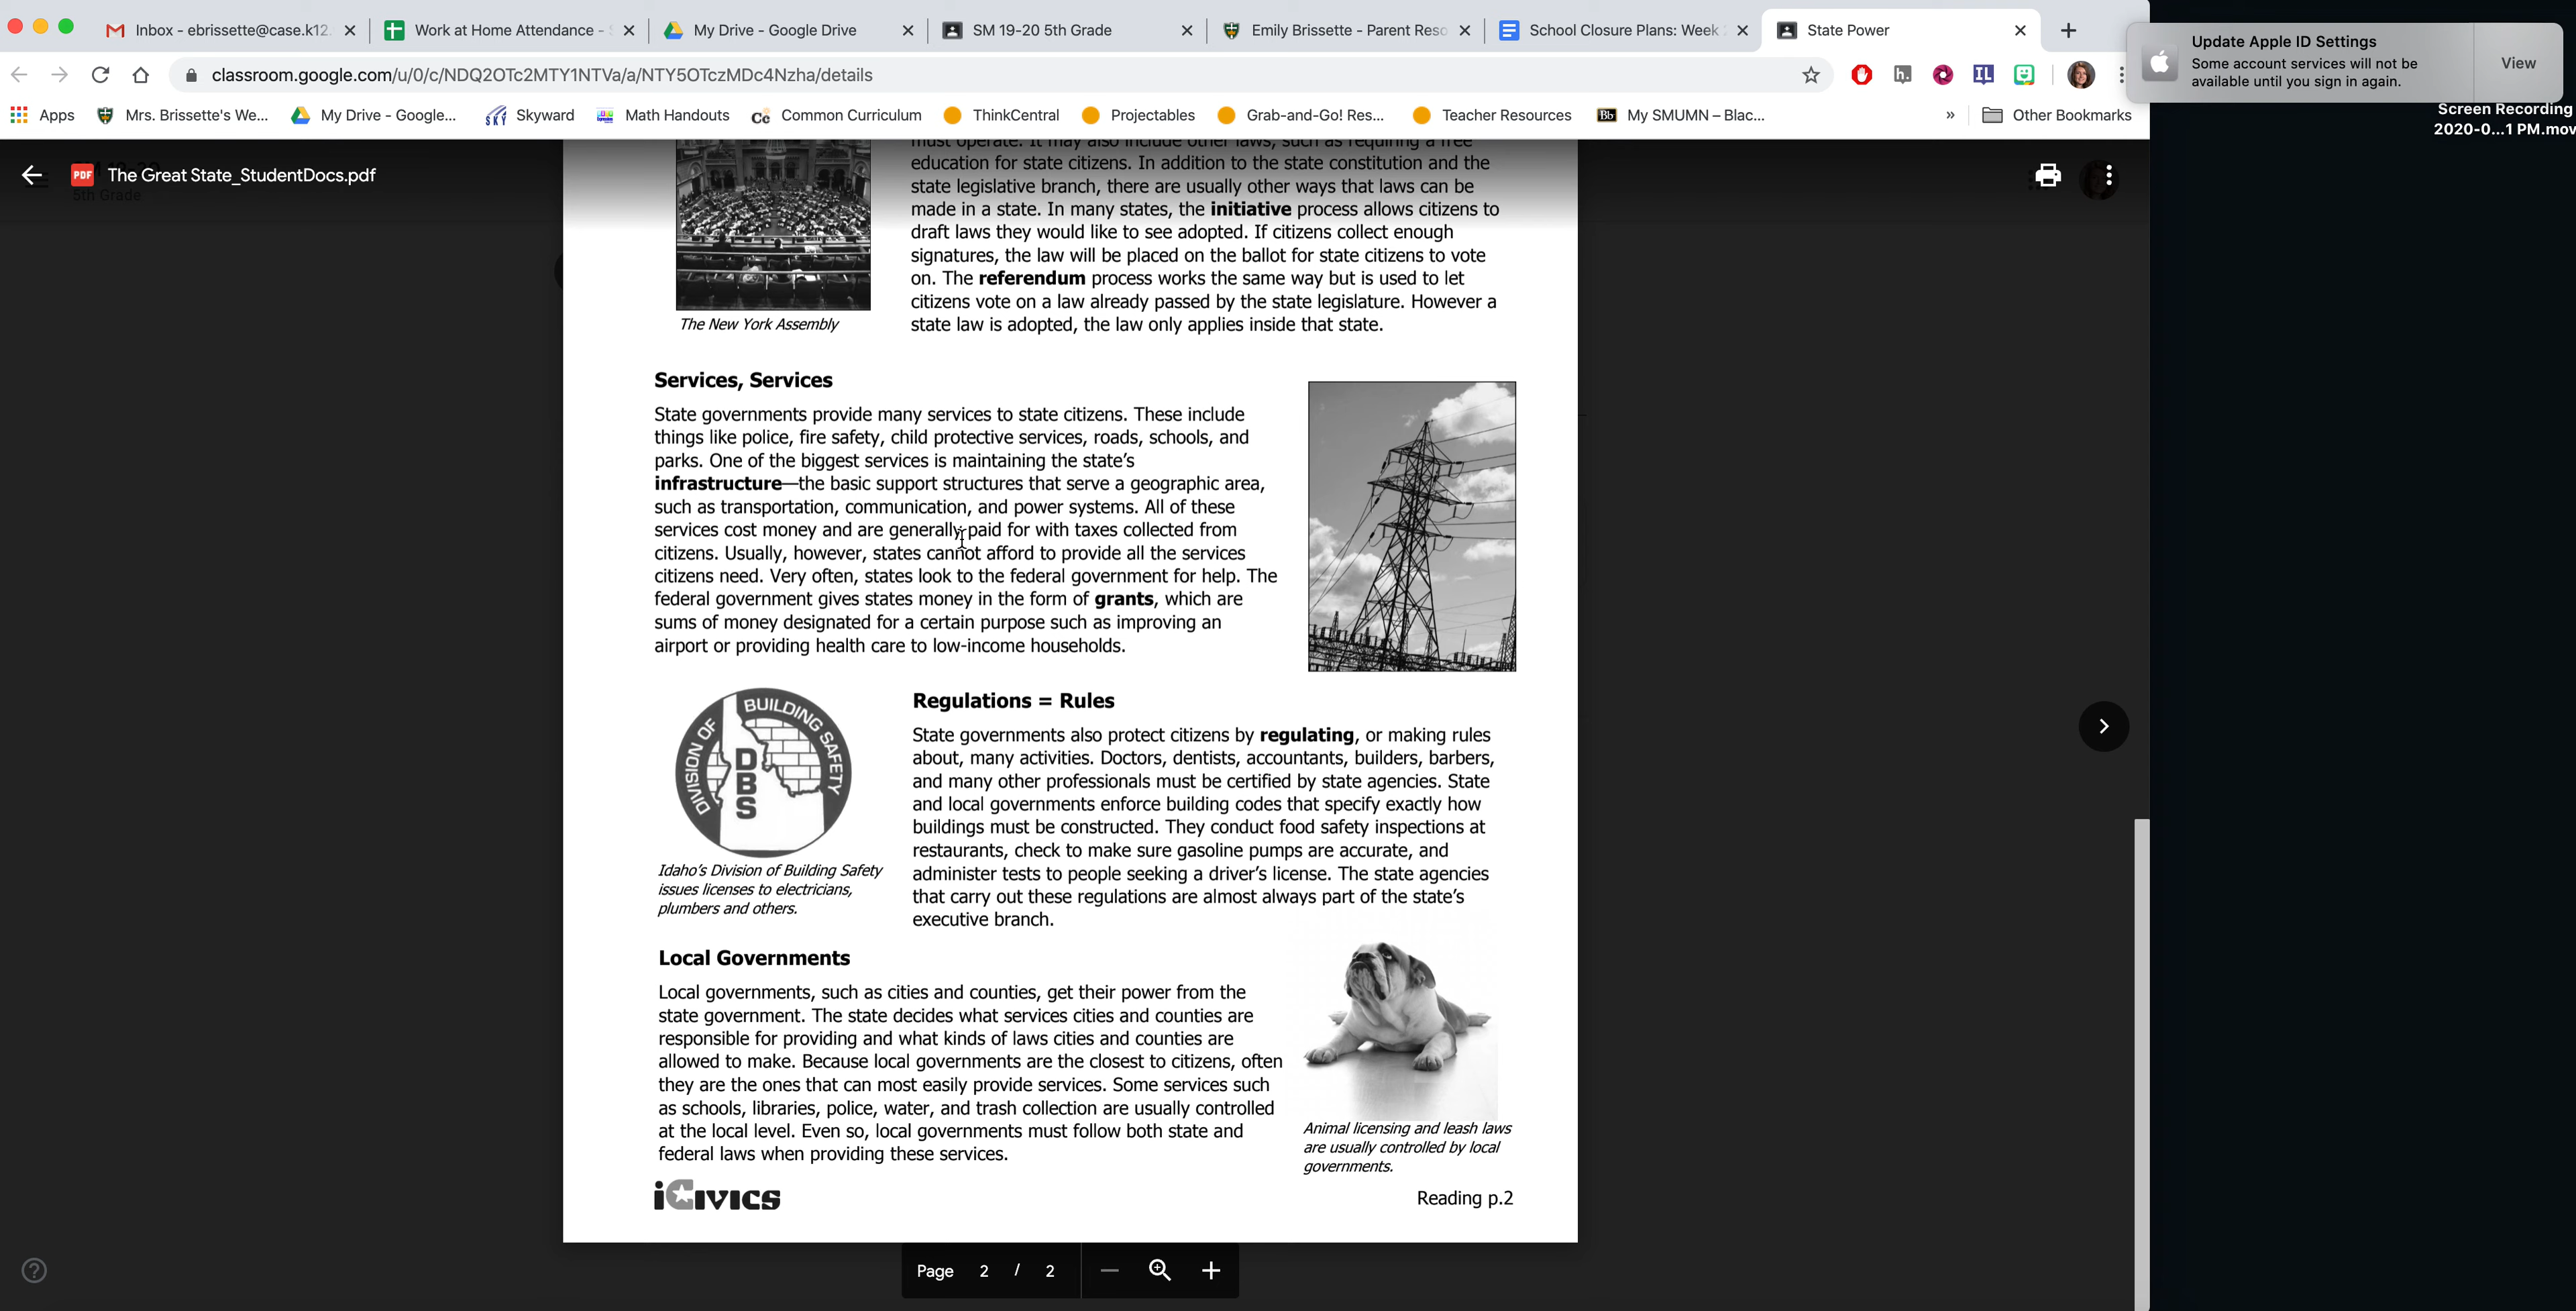 Inbox - ebrissette@case.k12.
Work at Home Attendance -
My Drive - Google Drive
SM 19-20 5th Grade
Emily Brissette - Parent Reso
School Closure Plans: Week
State Power
Update Apple ID Settings
Some account services will not be
available until you sign in again.
View
classroom.google.com/u/0/c/NDQ2OTc2MTY1NTVa/a/NTY5OTczMDc4Nzha/details
h.
IL
Apps
Mrs. Brissette's We...
My Drive - Google...
SKY
Skyward
Math Handouts
Cc
Common Curriculum
ThinkCentral
Projectables
Grab-and-Go! Res...
Teacher Resources
Bb
My SMUMN – Blac...
»
Other Bookmarks
Screen Recording
2020-0...1 PM.mov
PDF
The Great State_StudentDocs.pdf
5th Grade
must operate. It may also include other laws, such as requiring a free
education for state citizens. In addition to the state constitution and the
state legislative branch, there are usually other ways that laws can be
made in a state. In many states, the initiative process allows citizens to
draft laws they would like to see adopted. If citizens collect enough
signatures, the law will be placed on the ballot for state citizens to vote
on. The referendum process works the same way but is used to let
citizens vote on a law already passed by the state legislature. However a
state law is adopted, the law only applies inside that state.
The New York Assembly
Services, Services
State governments provide many services to state citizens. These include
things like police, fire safety, child protective services, roads, schools, and
parks. One of the biggest services is maintaining the state's
infrastructure—the basic support structures that serve a geographic area,
such as transportation, communication, and power systems. All of these
services cost money and are generally paid for with taxes collected from
citizens. Usually, however, states cannot afford to provide all the services
citizens need. Very often, states look to the federal government for help. The
federal government gives states money in the form of grants, which are
sums of money designated for a certain purpose such as improving an
airport or providing health care to low-income households.
DIVISION OF BUILDING SAFETY
DBS
Idaho's Division of Building Safety
issues licenses to electricians,
plumbers and others.
Regulations = Rules
State governments also protect citizens by regulating, or making rules
about, many activities. Doctors, dentists, accountants, builders, barbers,
and many other professionals must be certified by state agencies. State
and local governments enforce building codes that specify exactly how
buildings must be constructed. They conduct food safety inspections at
restaurants, check to make sure gasoline pumps are accurate, and
administer tests to people seeking a driver's license. The state agencies
that carry out these regulations are almost always part of the state's
executive branch.
Local Governments
Local governments, such as cities and counties, get their power from the
state government. The state decides what services cities and counties are
responsible for providing and what kinds of laws cities and counties are
allowed to make. Because local governments are the closest to citizens, often
they are the ones that can most easily provide services. Some services such
as schools, libraries, police, water, and trash collection are usually controlled
at the local level. Even so, local governments must follow both state and
federal laws when providing these services.
Animal licensing and leash laws
are usually controlled by local
governments.
iCivics
Reading p.2
Page 2 / 2